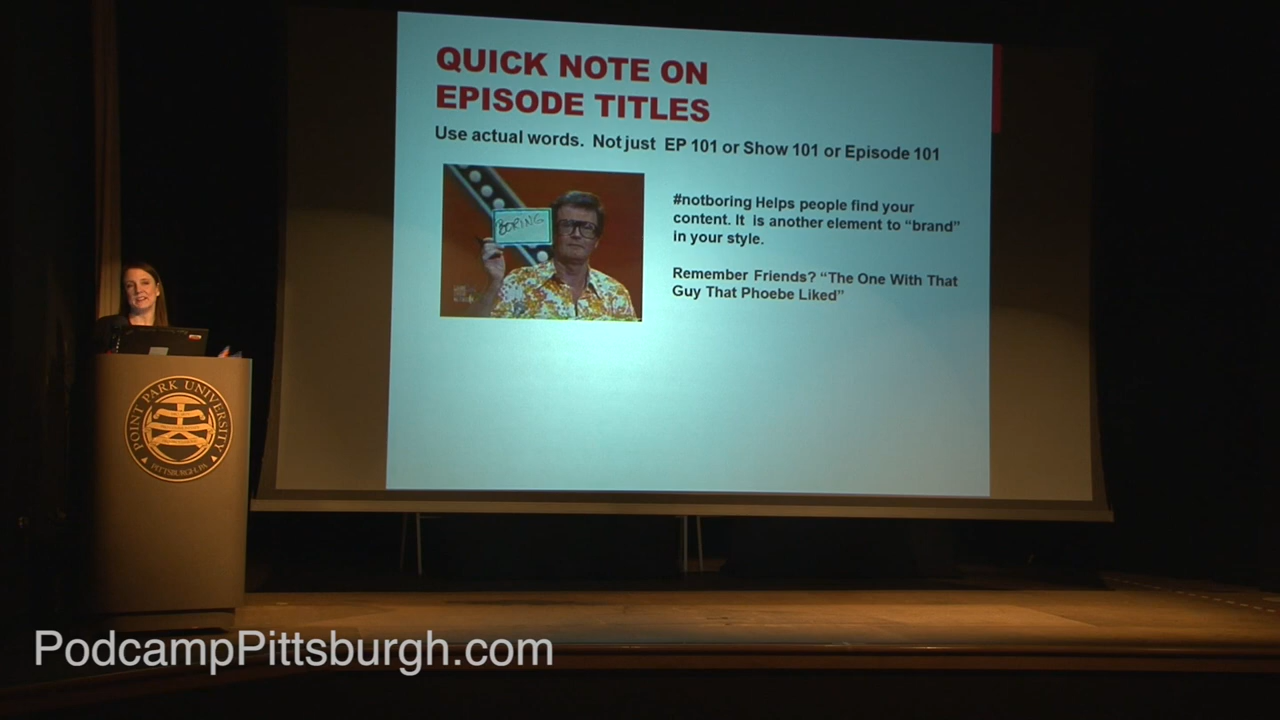 QUICK NOTE ON
EPISODE TITLES
Use actual words. Not just EP 101 or Show 101 or Episode 101
BORING
#notboring Helps people find your
content. It is another element to “brand”
in your style.
Remember Friends? “The One With That
Guy That Phoebe Liked”
POINT PARK UNIVERSITY
PITTSBURGH, PA
PodcampPittsburgh.com